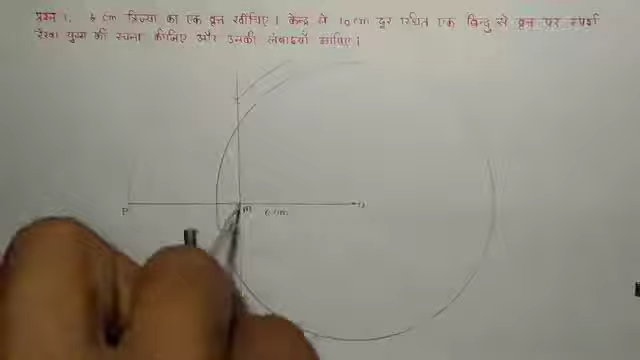 प्रश्न 1. 6 cm त्रिज्या का एक वृत्त खींचिए। केन्द्र से 10 cm दूर स्थित एक बिन्दु से वृत्त पर स्पर्श
रेखा युग्म की रचना कीजिए और उनकी लंबाइयाँ मापिए।
P M 6 cm O